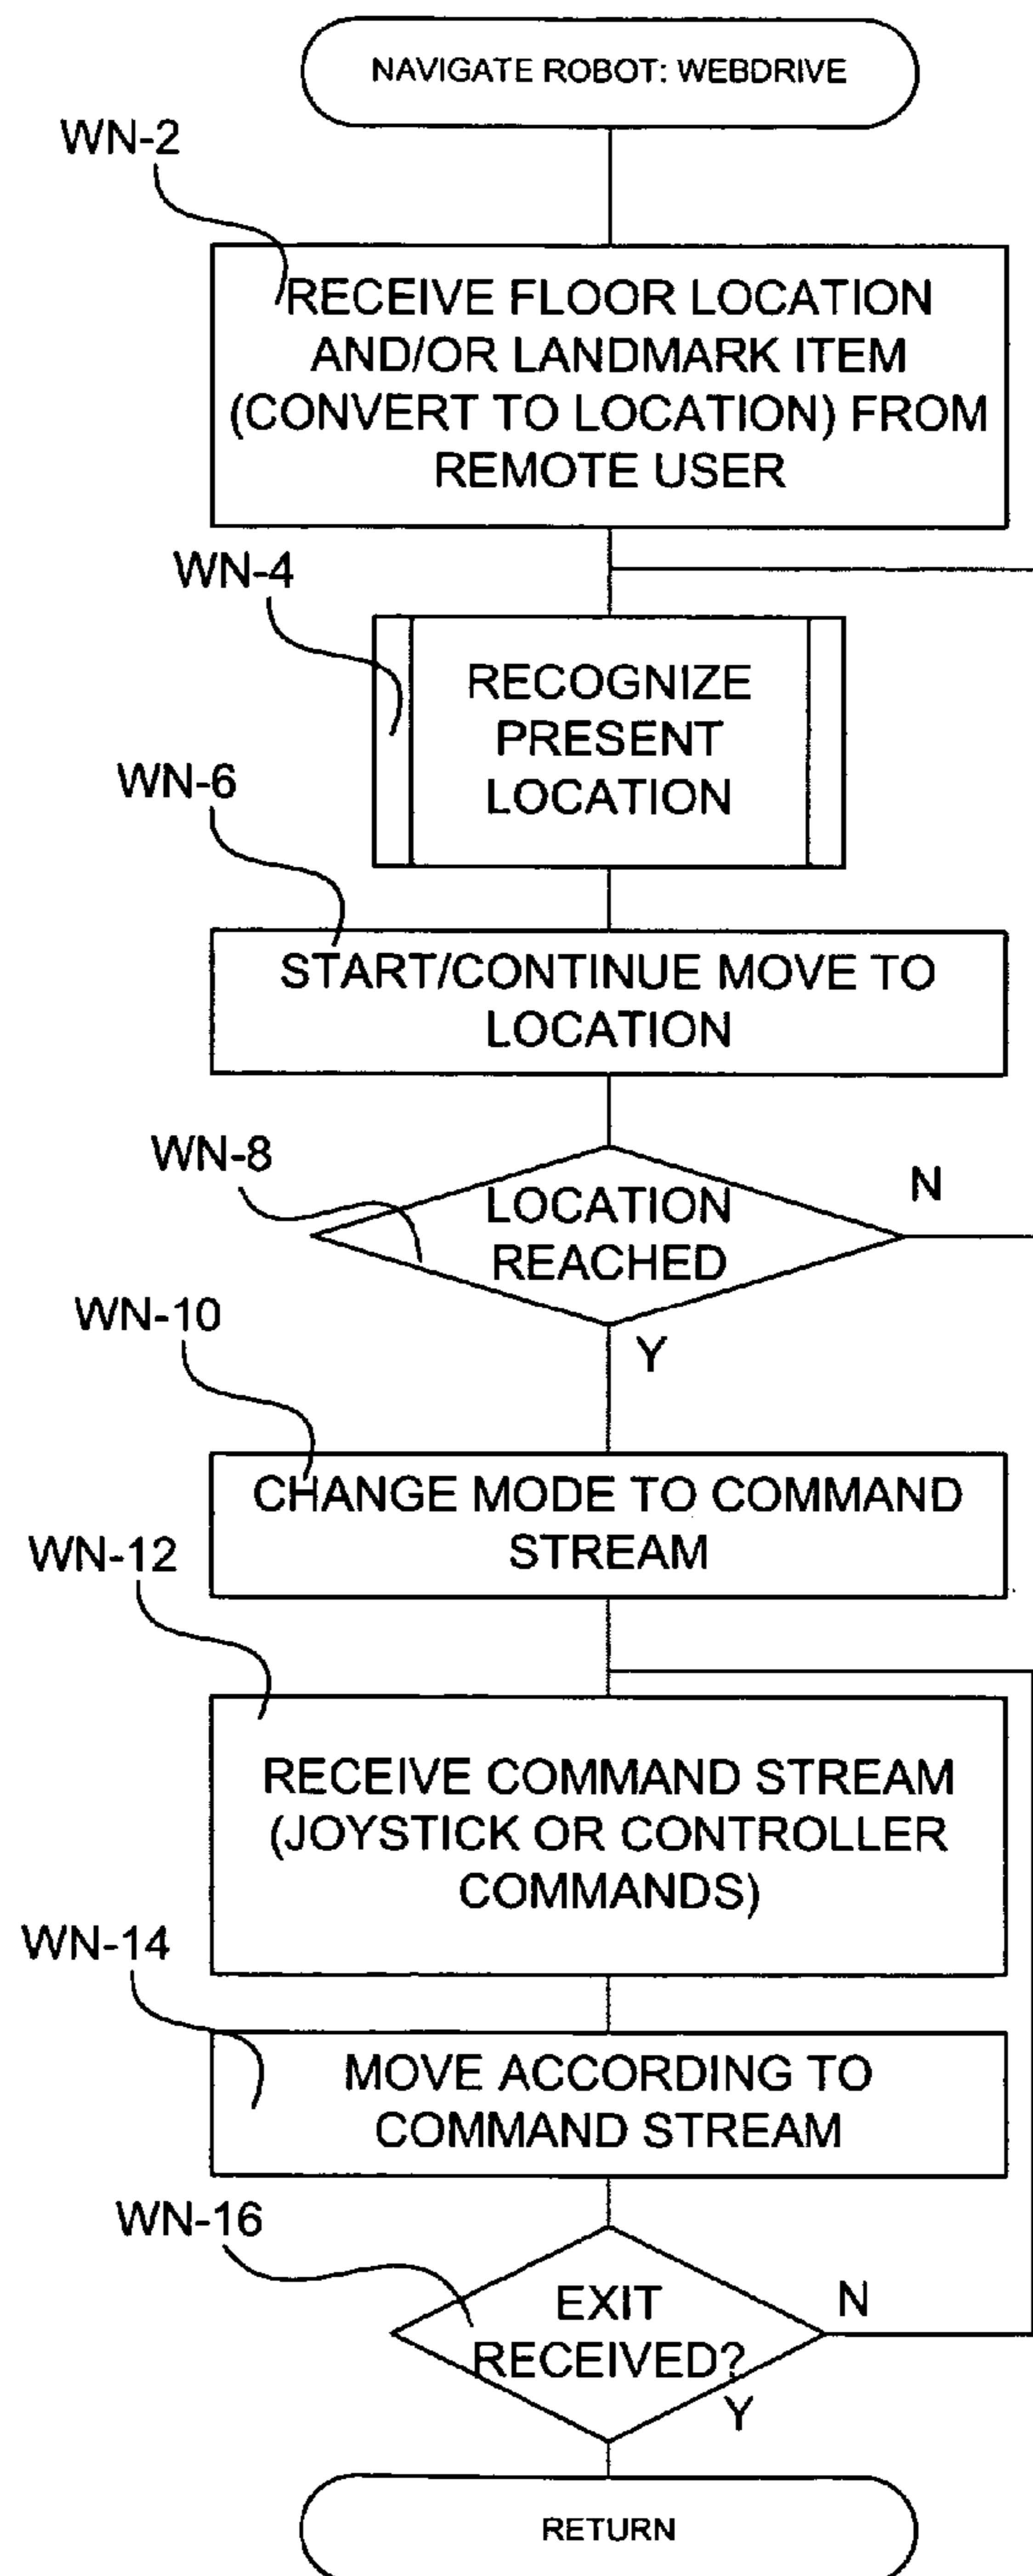 NAVIGATE ROBOT: WEBDRIVE
WN-2
RECEIVE FLOOR LOCATION
AND/OR LANDMARK ITEM
(CONVERT TO LOCATION) FROM
REMOTE USER
WN-4
RECOGNIZE
PRESENT
LOCATION
WN-6
START/CONTINUE MOVE TO
LOCATION
WN-8
LOCATION
REACHED
N
Y
WN-10
CHANGE MODE TO COMMAND
STREAM
WN-12
RECEIVE COMMAND STREAM
(JOYSTICK OR CONTROLLER
COMMANDS)
WN-14
MOVE ACCORDING TO
COMMAND STREAM
WN-16
EXIT
RECEIVED?
N
Y
RETURN